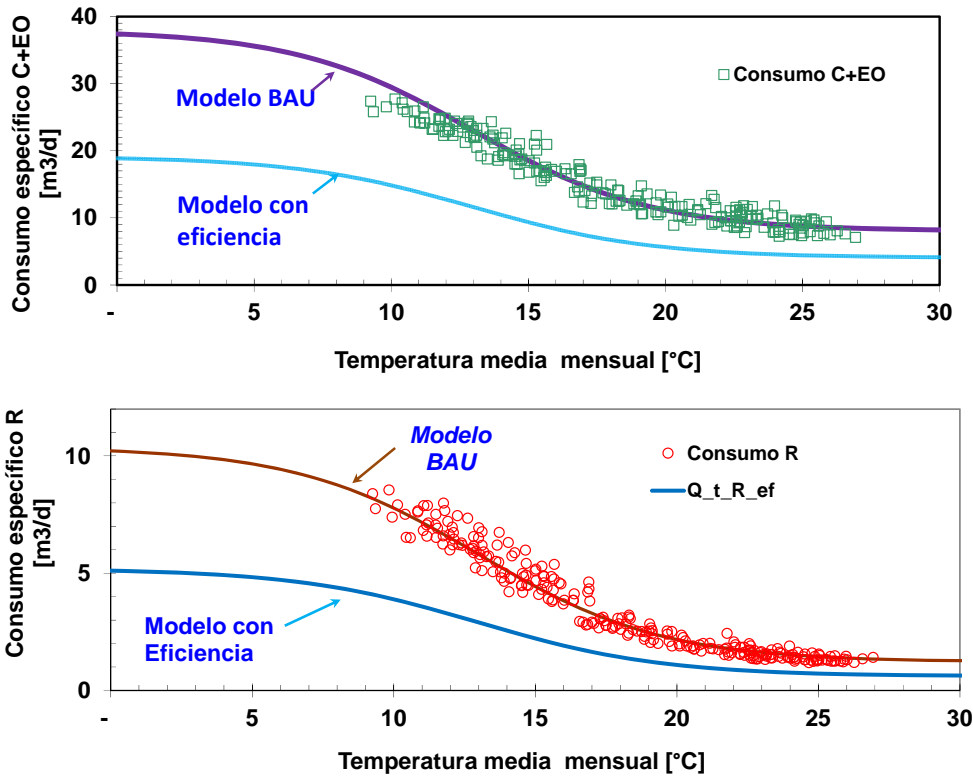 Consumo específico C+EO
[m3/d]
40
30
20
10
0
Modelo BAU
Consumo C+EO
Modelo con
eficiencia
-
5
10
15
20
25
30
Temperatura media mensual [°C]
Consumo específico R
[m3/d]
10
5
0
Modelo
BAU
Consumo R
Q_t_R_ef
Modelo con
Eficiencia
-
5
10
15
20
25
30
Temperatura media mensual [°C]